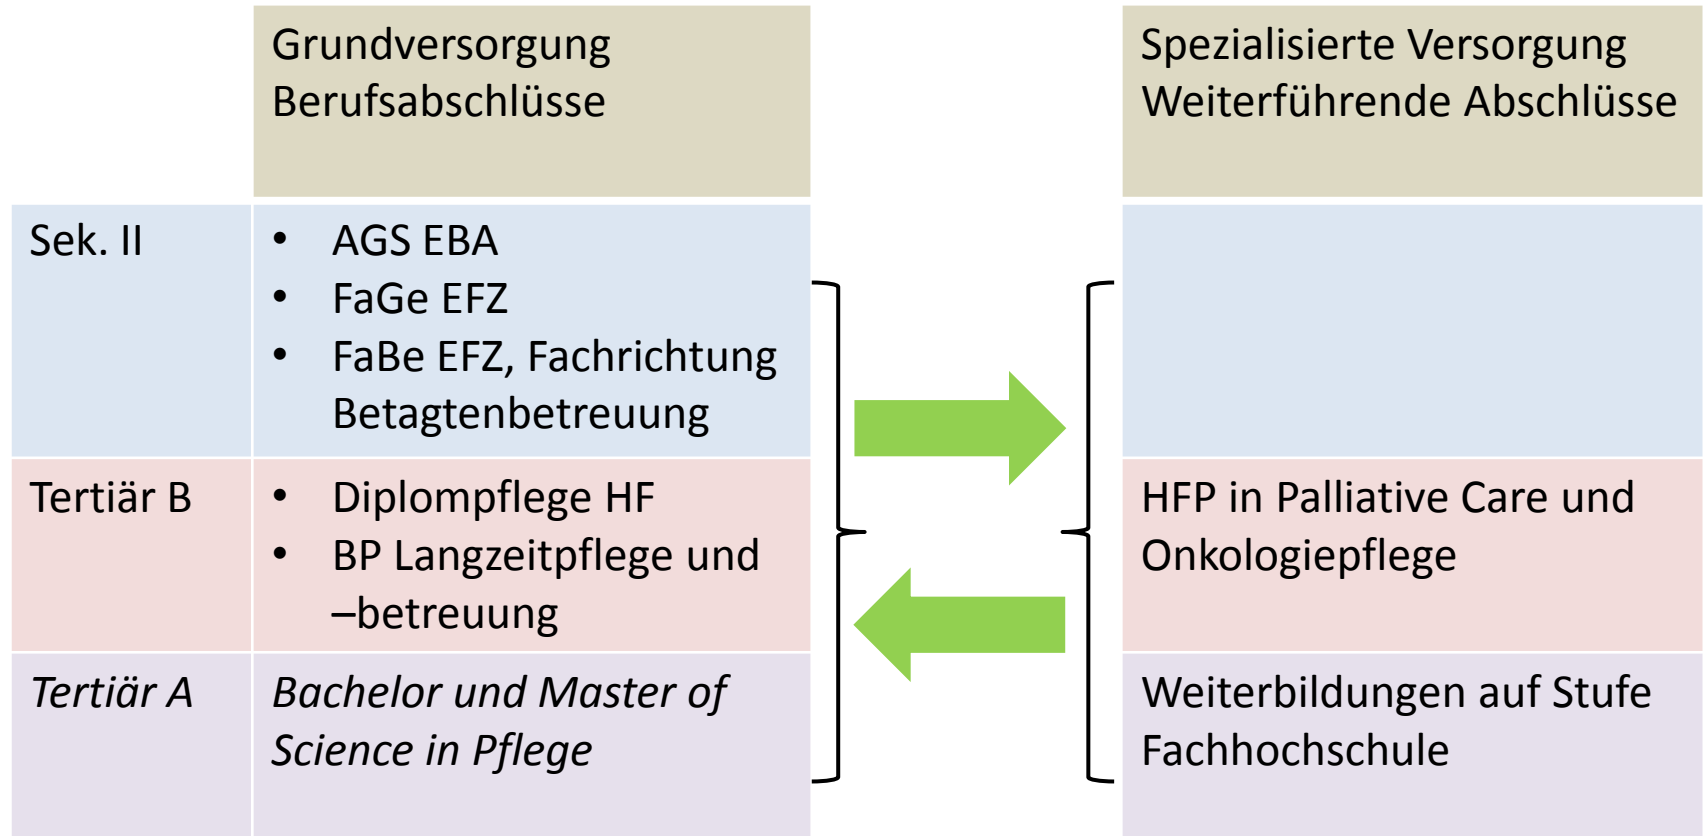 Grundversorgung
Berufsabschlüsse
Spezialisierte Versorgung
Weiterführende Abschlüsse
Sek. II
• AGS EBA
• FaGe EFZ
• FaBe EFZ, Fachrichtung
Betagtenbetreuung
Tertiär B
• Diplompflege HF
• BP Langzeitpflege und
–betreuung
HFP in Palliative Care und
Onkologiepflege
Tertiär A
Bachelor und Master of
Science in Pflege
Weiterbildungen auf Stufe
Fachhochschule